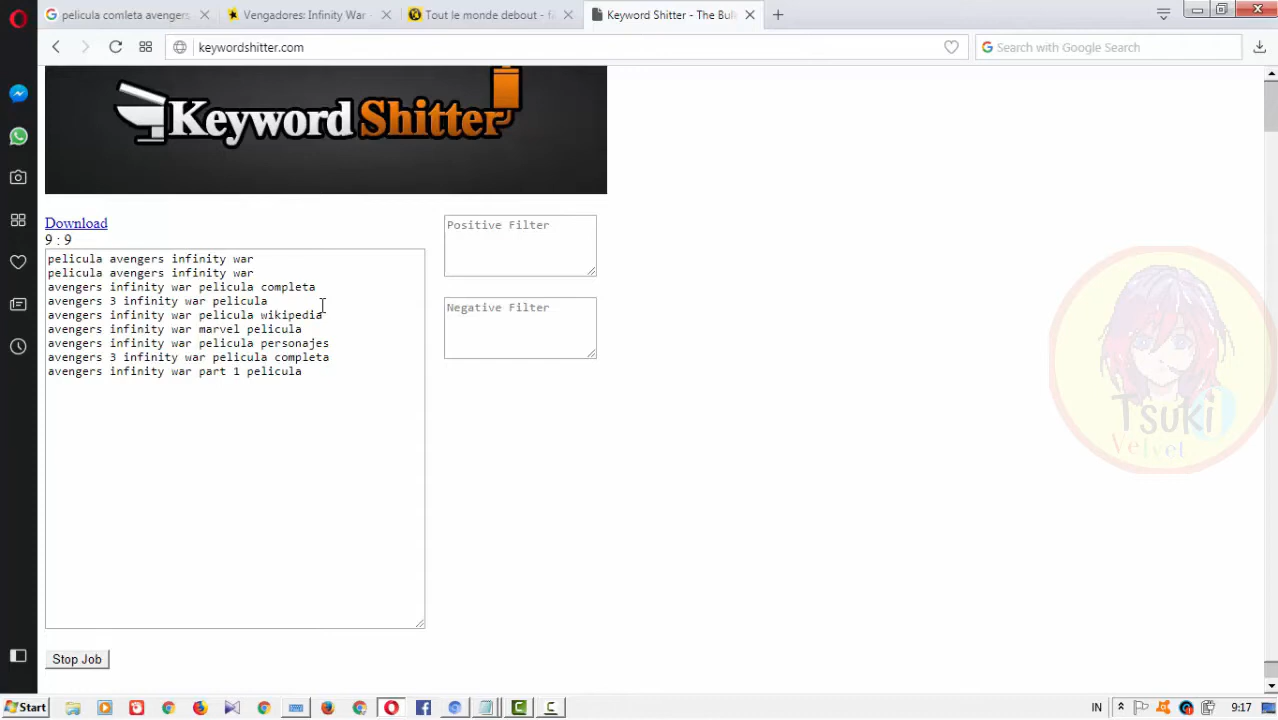 pelicula comleta avengers
Vengadores: Infinity War -
Tout le monde debout - fi
Keyword Shitter - The Bul
keywordshitter.com
Search with Google Search
Keyword Shitter
Download
9 : 9
pelicula avengers infinity war
pelicula avengers infinity war
avengers infinity war pelicula completa
avengers 3 infinity war pelicula
avengers infinity war pelicula wikipedia
avengers infinity war marvel pelicula
avengers infinity war pelicula personajes
avengers 3 infinity war pelicula completa
avengers infinity war part 1 pelicula
Positive Filter
Negative Filter
Tsuki
Velvet
Stop Job
Start
IN
9:17